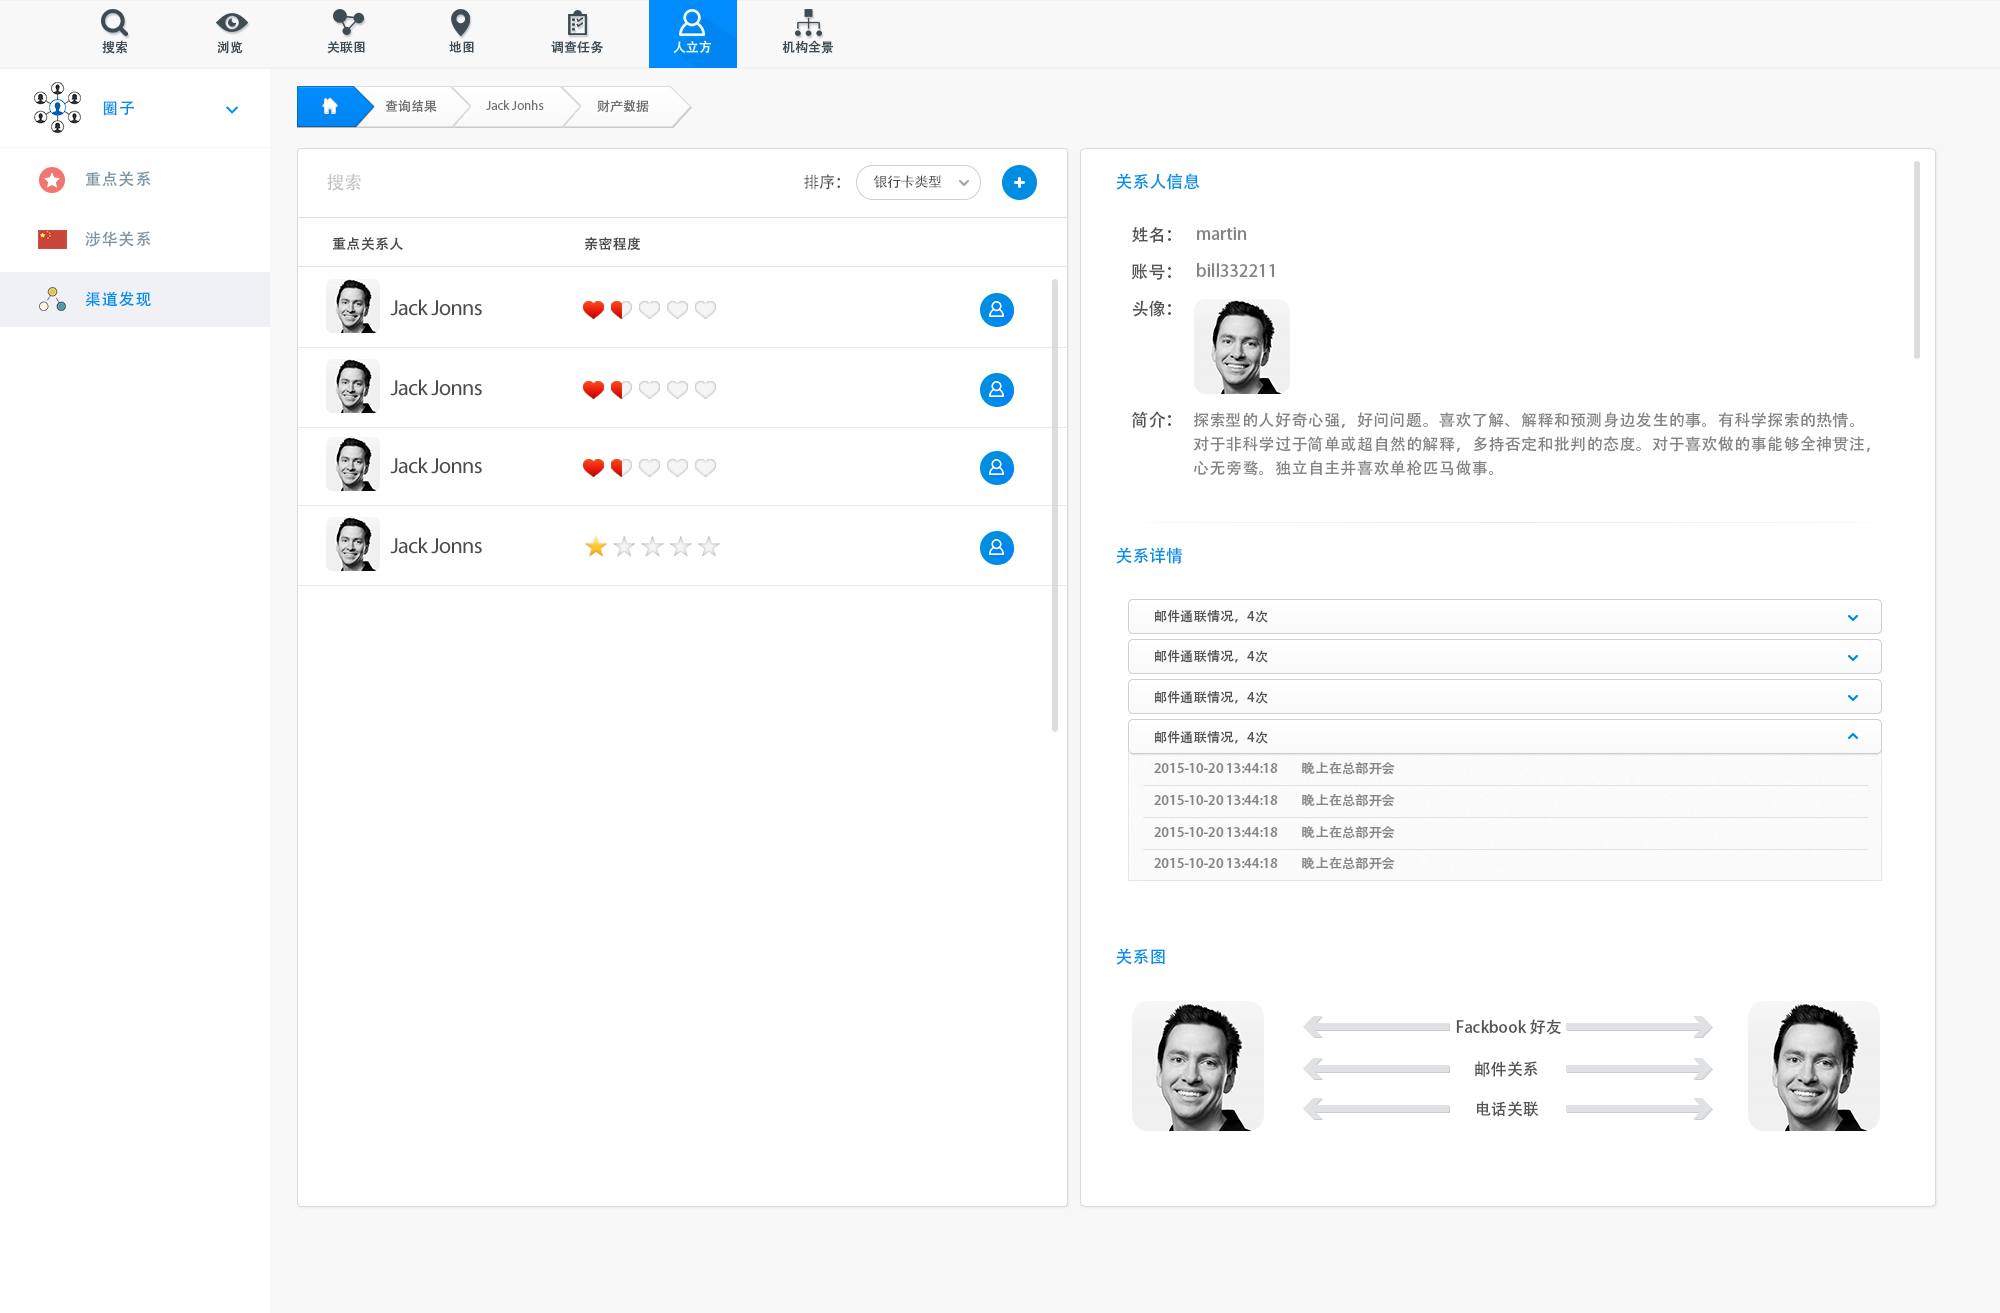 搜索
浏览
关联图
地图
调查任务
人立方
机构全景
圈子
重点关系
涉华关系
渠道发现
查询结果
Jack Jonhs
财产数据
搜索
排序：
银行卡类型
重点关系人
亲密程度
Jack Jonns
Jack Jonns
Jack Jonns
Jack Jonns
关系人信息
姓名： martin
账号： bill332211
头像：
简介： 探索型的人好奇心强，好问问题。喜欢了解、解释和预测身边发生的事。有科学探索的热情。
对于非科学过于简单或超自然的解释，多持否定和批判的态度。对于喜欢做的事能够全神贯注，
心无旁骛。独立自主并喜欢单枪匹马做事。
关系详情
邮件通联情况，4次
邮件通联情况，4次
邮件通联情况，4次
邮件通联情况，4次
2015-10-20 13:44:18 晚上在总部开会
2015-10-20 13:44:18 晚上在总部开会
2015-10-20 13:44:18 晚上在总部开会
2015-10-20 13:44:18 晚上在总部开会
关系图
Fackbook 好友
邮件关系
电话关联